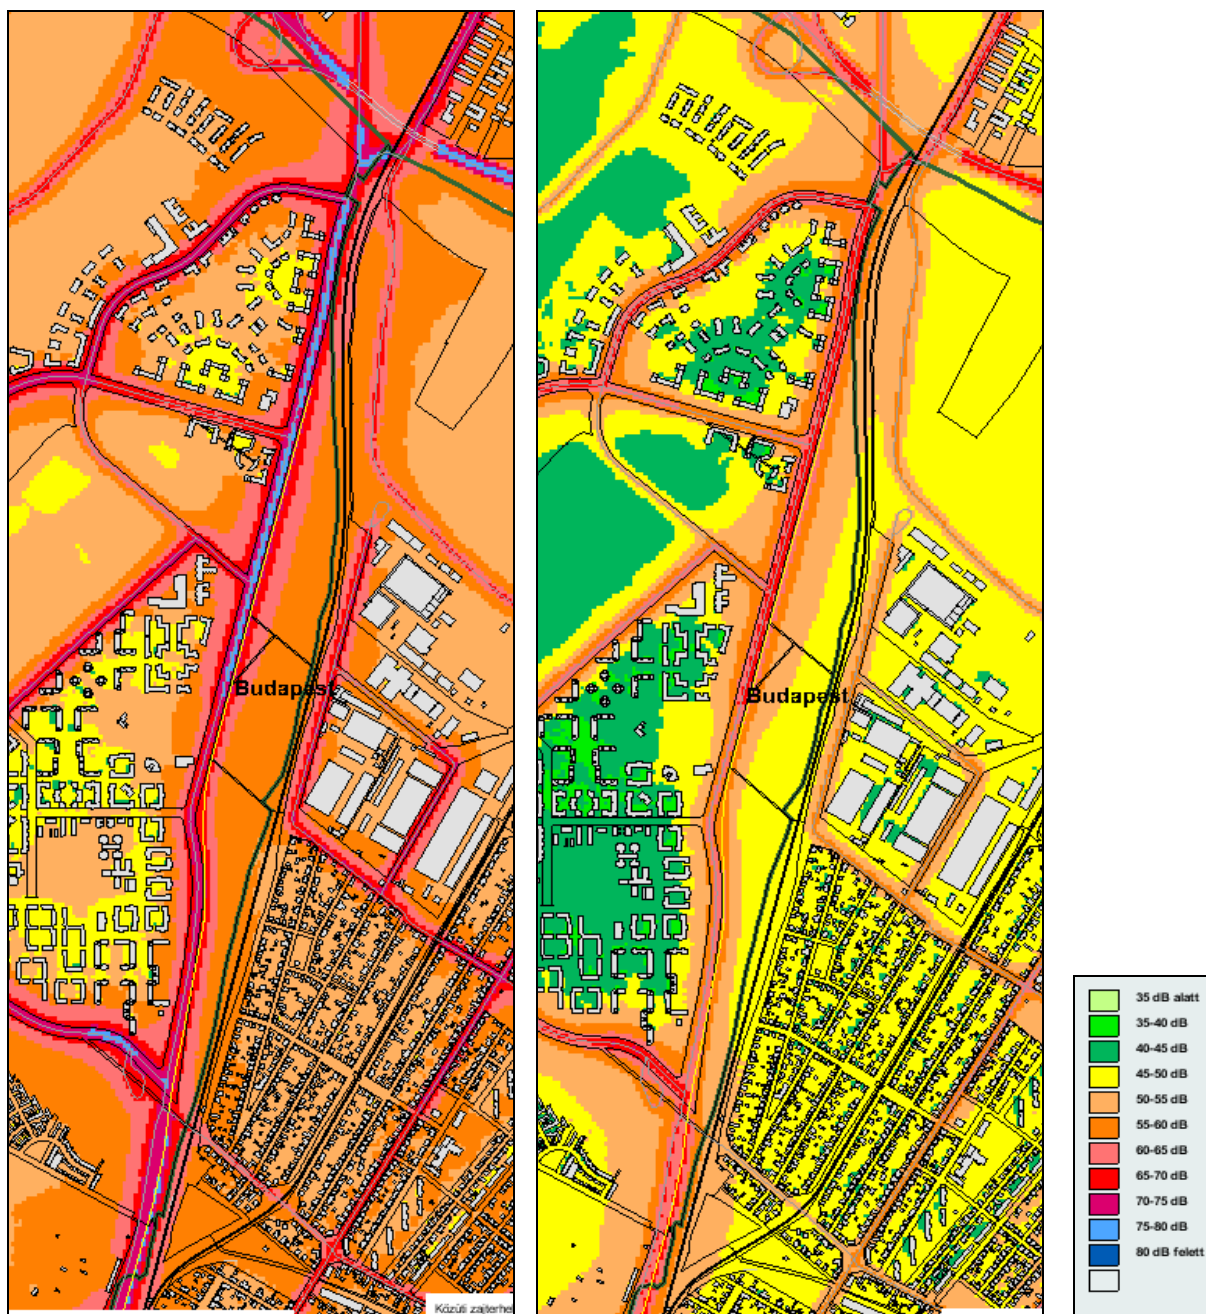 Budapest
Közúti zajterhel
Budapest
35 dB alatt
35-40 dB
40-45 dB
45-50 dB
50-55 dB
55-60 dB
60-65 dB
65-70 dB
70-75 dB
75-80 dB
80 dB felett